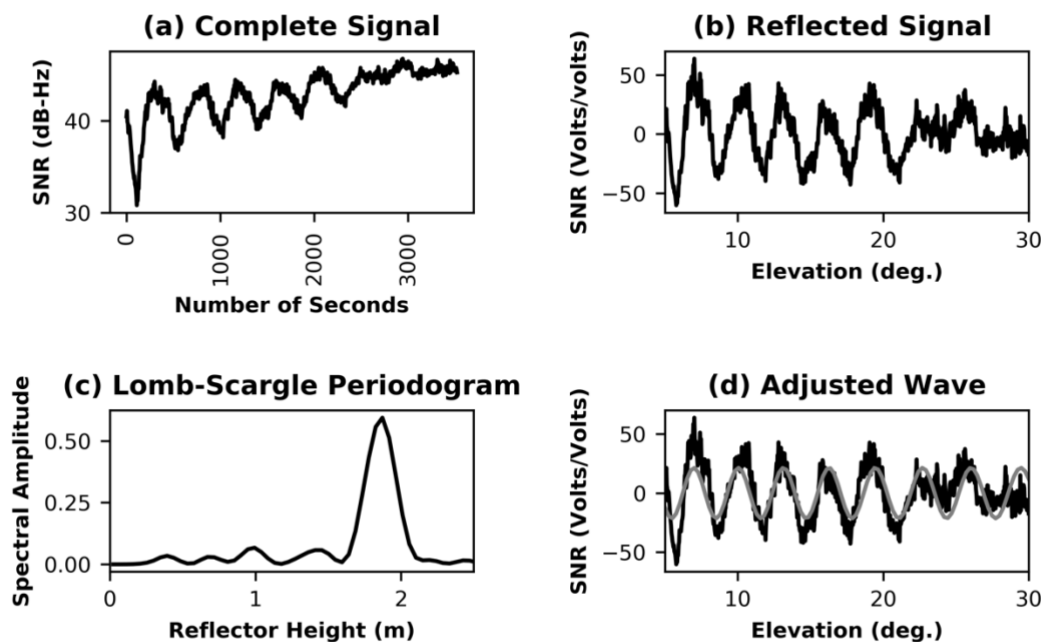 (a) Complete Signal
SNR (dB-Hz)
40
30
0
1000
2000
3000
Number of Seconds
(b) Reflected Signal
SNR (Volts/volts)
50
0
−50
10
20
30
Elevation (deg.)
(c) Lomb-Scargle Periodogram
Spectral Amplitude
0.50
0.25
0.00
0
1
2
Reflector Height (m)
(d) Adjusted Wave
SNR (Volts/Volts)
50
0
−50
10
20
30
Elevation (deg.)